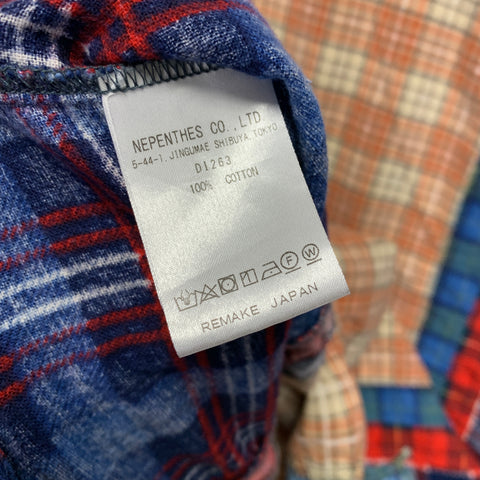 NEPENTHES CO.,LTD.
5-44-1, JINGUMAE SHIBUYA, TOKYO
D1263
100% COTTON
F W
REMAKE JAPAN